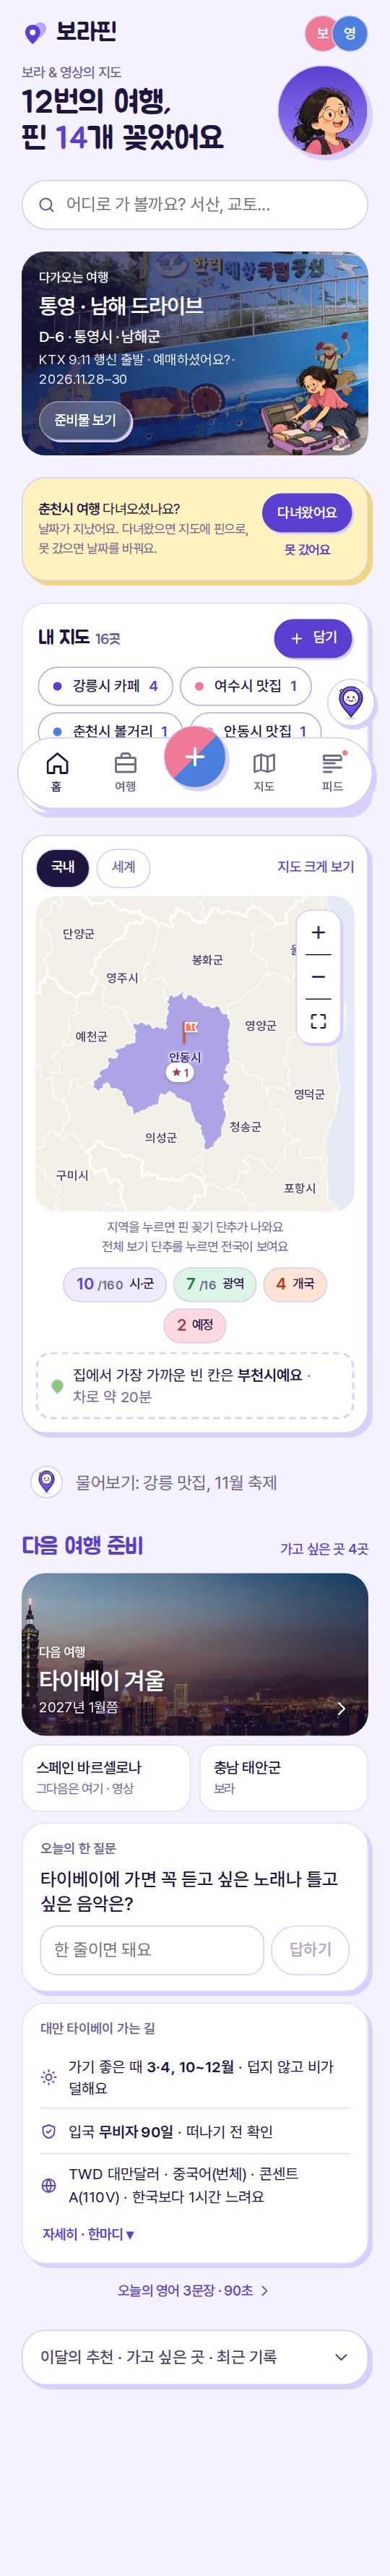 보라핀
보 영
보라 & 영상의 지도
12번의 여행,
핀 14개 꽂았어요
어디로 가 볼까요? 서산, 교토...
다가오는 여행
통영 · 남해 드라이브
D-6 · 통영시 · 남해군
KTX 9:11 행신 출발 · 예매하셨어요? ·
2026.11.28–30
준비물 보기
춘천시 여행 다녀오셨나요?
날짜가 지났어요. 다녀왔으면 지도에 핀으로,
못 갔으면 날짜를 바꿔요.
다녀왔어요
못 갔어요
내 지도 16곳
+ 담기
강릉시 카페 4
여수시 맛집 1
춘천시 볼거리 1
안동시 맛집 1
홈
여행
+
지도
피드
국내
세계
지도 크게 보기
단양군
봉화군
영주시
예천군
영양군
안동시
★ 1
영덕군
청송군
의성군
구미시
포항시
+
−
지역을 누르면 핀 꽂기 단추가 나와요
전체 보기 단추를 누르면 전국이 보여요
10 /160 시·군
7 /16 광역
4 개국
2 예정
집에서 가장 가까운 빈 칸은 부천시예요 ·
차로 약 20분
물어보기: 강릉 맛집, 11월 축제
다음 여행 준비
가고 싶은 곳 4곳
다음 여행
타이베이 겨울
2027년 1월쯤
스페인 바르셀로나
그다음은 여기 · 영상
충남 태안군
보라
오늘의 한 질문
타이베이에 가면 꼭 듣고 싶은 노래나 틀고
싶은 음악은?
한 줄이면 돼요
답하기
대만 타이베이 가는 길
가기 좋은 때 3·4, 10~12월 · 덥지 않고 비가
덜해요
입국 무비자 90일 · 떠나기 전 확인
TWD 대만달러 · 중국어(번체) · 콘센트
A(110V) · 한국보다 1시간 느려요
자세히 · 한마디 ▾
오늘의 영어 3문장 · 90초
이달의 추천 · 가고 싶은 곳 · 최근 기록